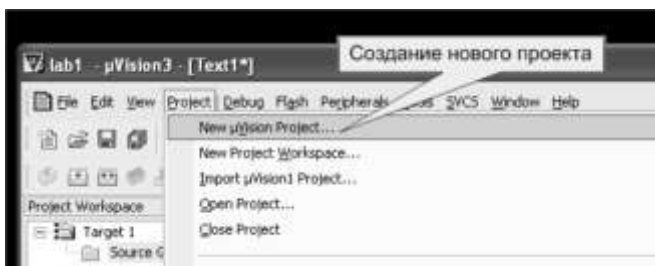 lab1 - µVision3 - [Text1*]
Создание нового проекта
File Edit View Project Debug Flash Peripherals SVCS Window Help
New µVision Project...
New Project Workspace...
Import µVision1 Project...
Open Project...
Close Project
Project Workspace
Target 1
Source